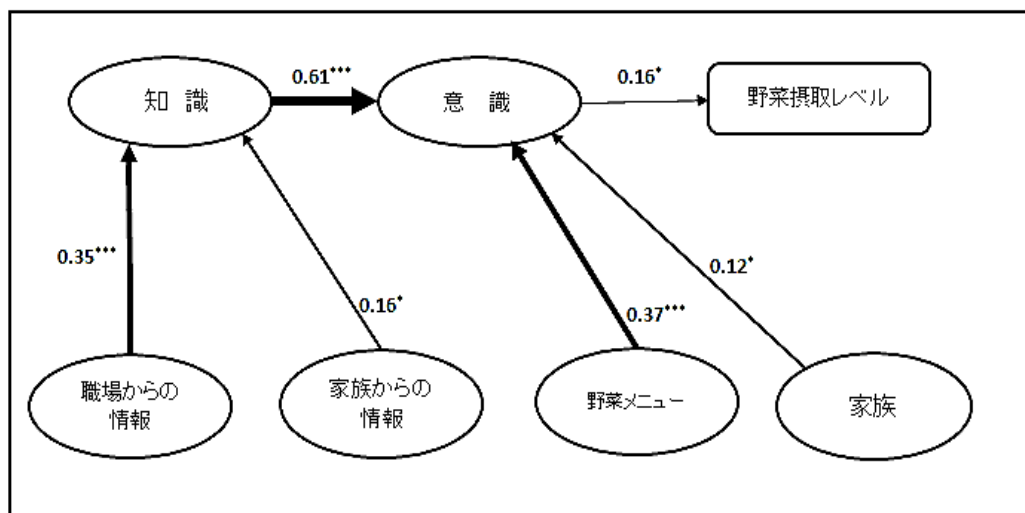 0.61***
0.16*
知 識
意 識
野菜摂取レベル
0.35***
0.16*
0.37***
0.12*
職場からの
情報
家族からの
情報
野菜メニュー
家族